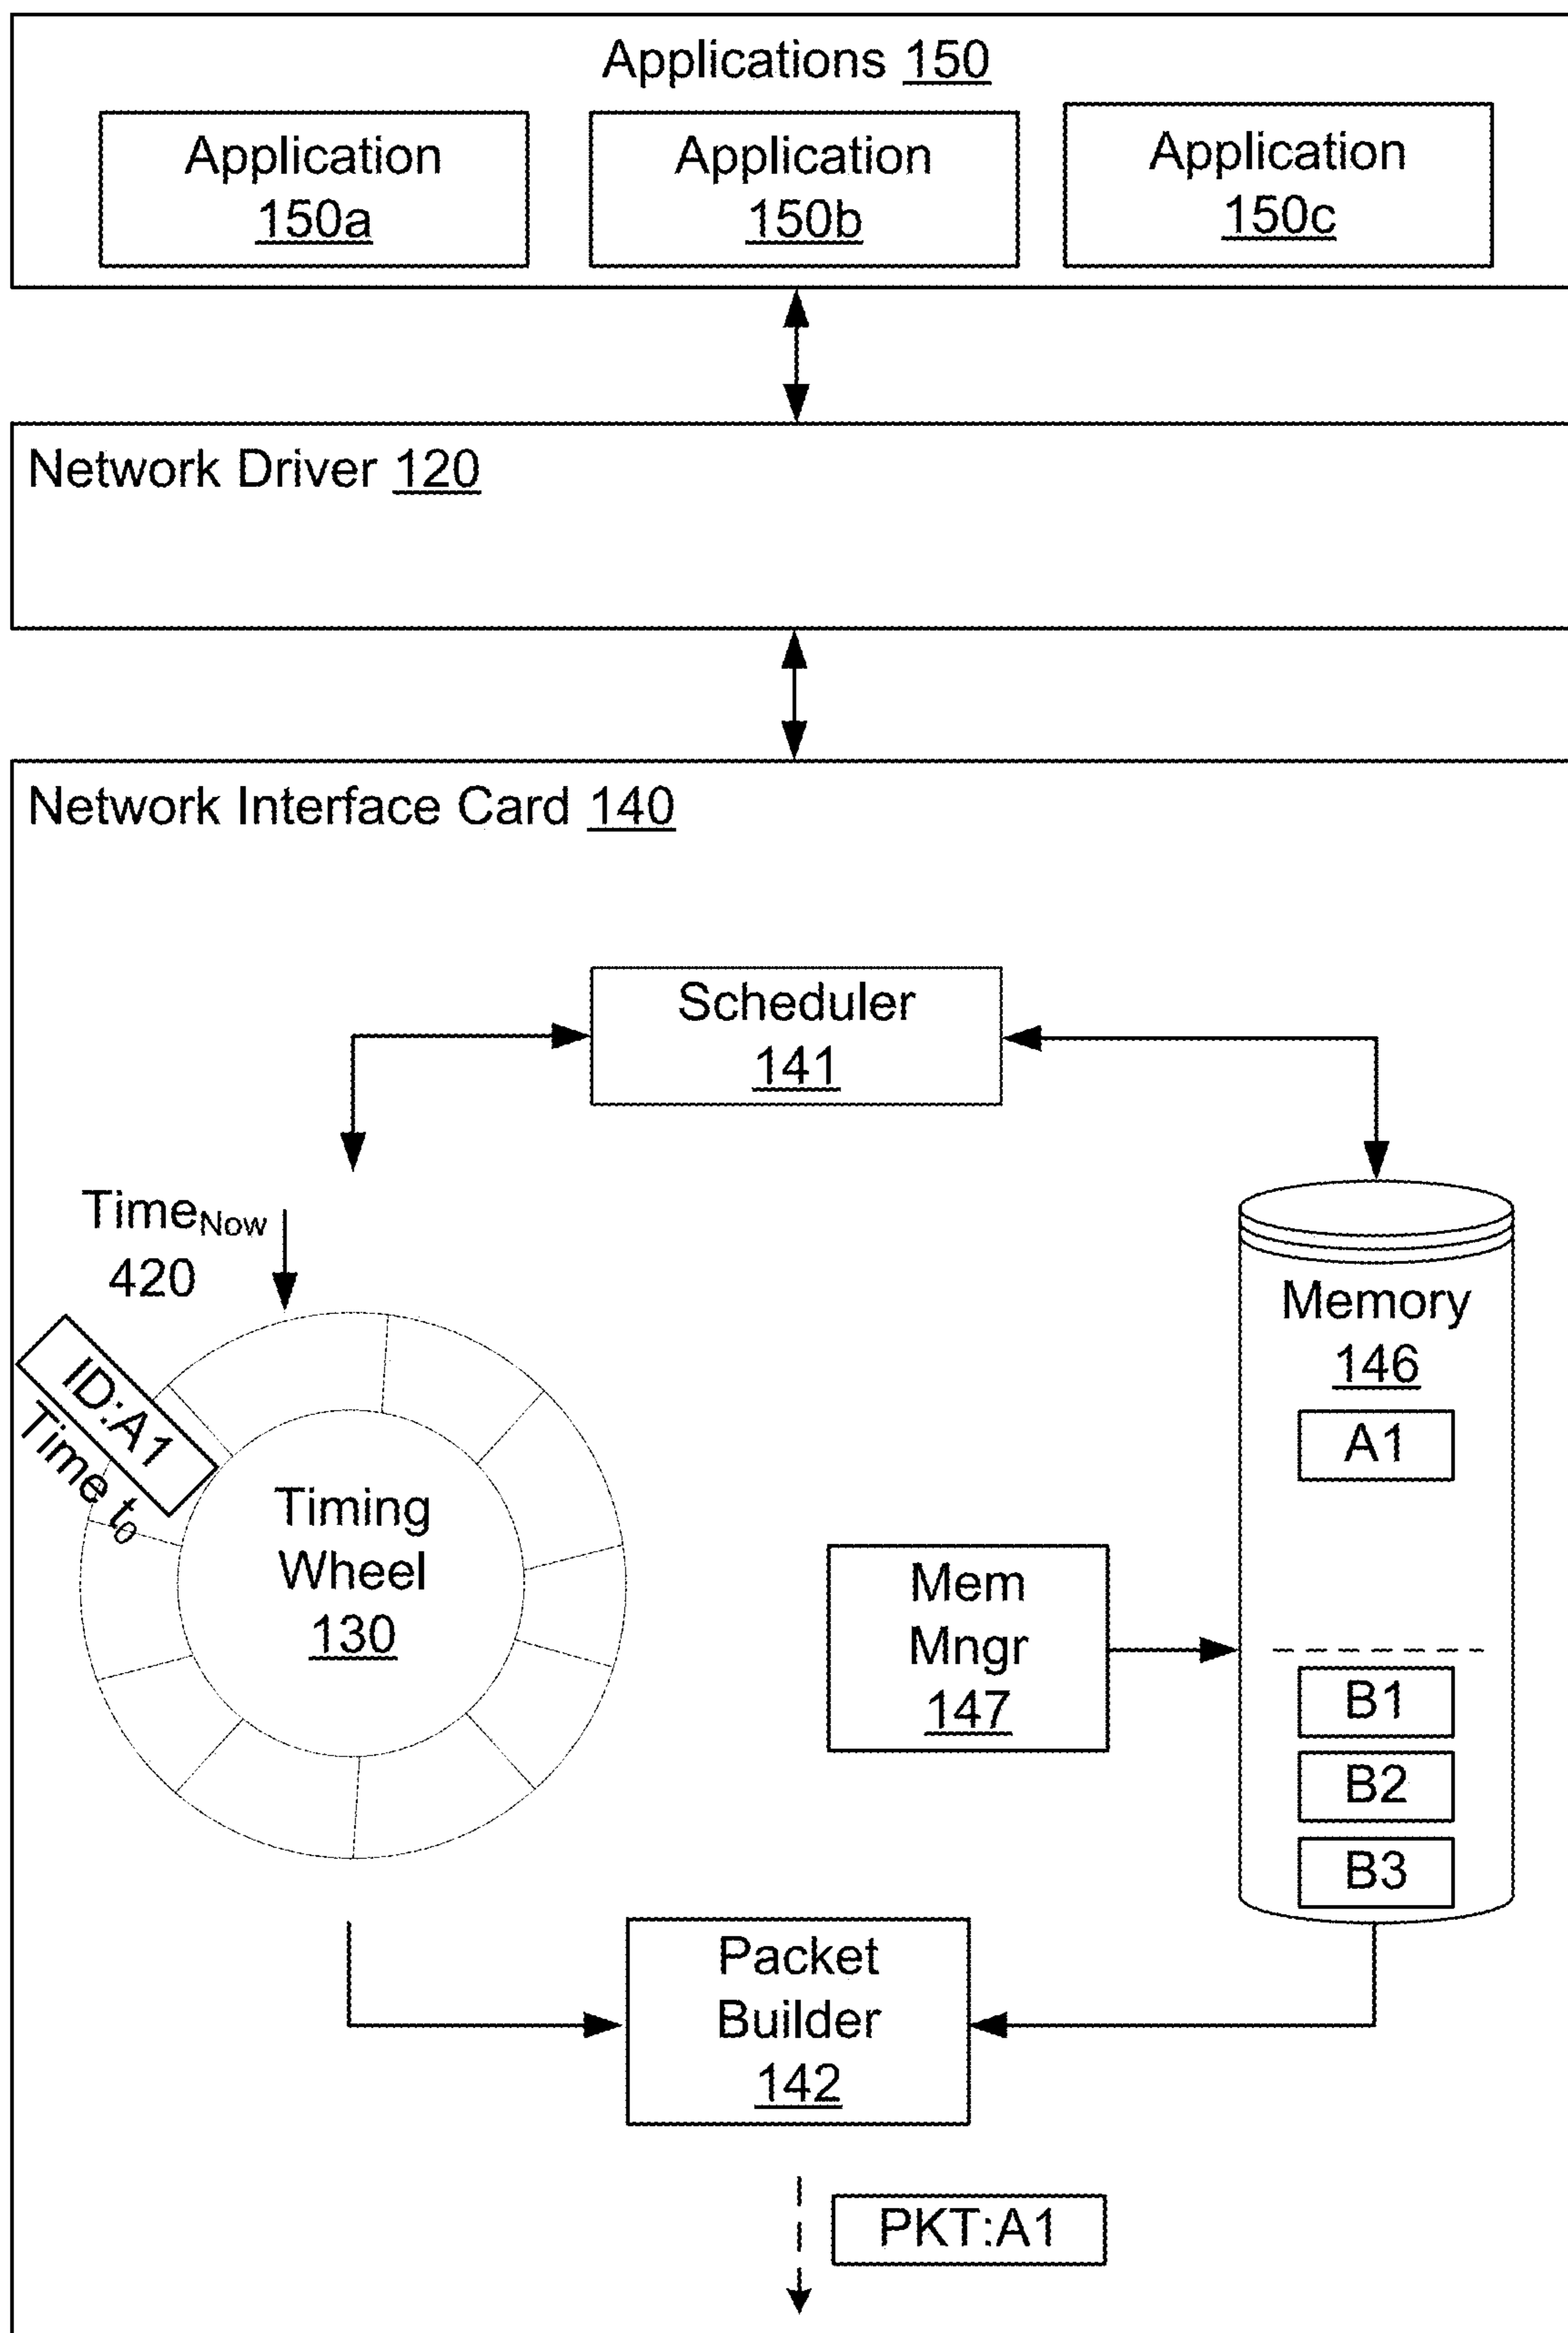 Applications 150
Application
150a
Application
150b
Application
150c
Network Driver 120
Network Interface Card 140
Scheduler
141
TimeNow
420
ID:A1
Time t0
Timing
Wheel
130
Memory
146
A1
Mem
Mngr
147
B1
B2
B3
Packet
Builder
142
PKT:A1